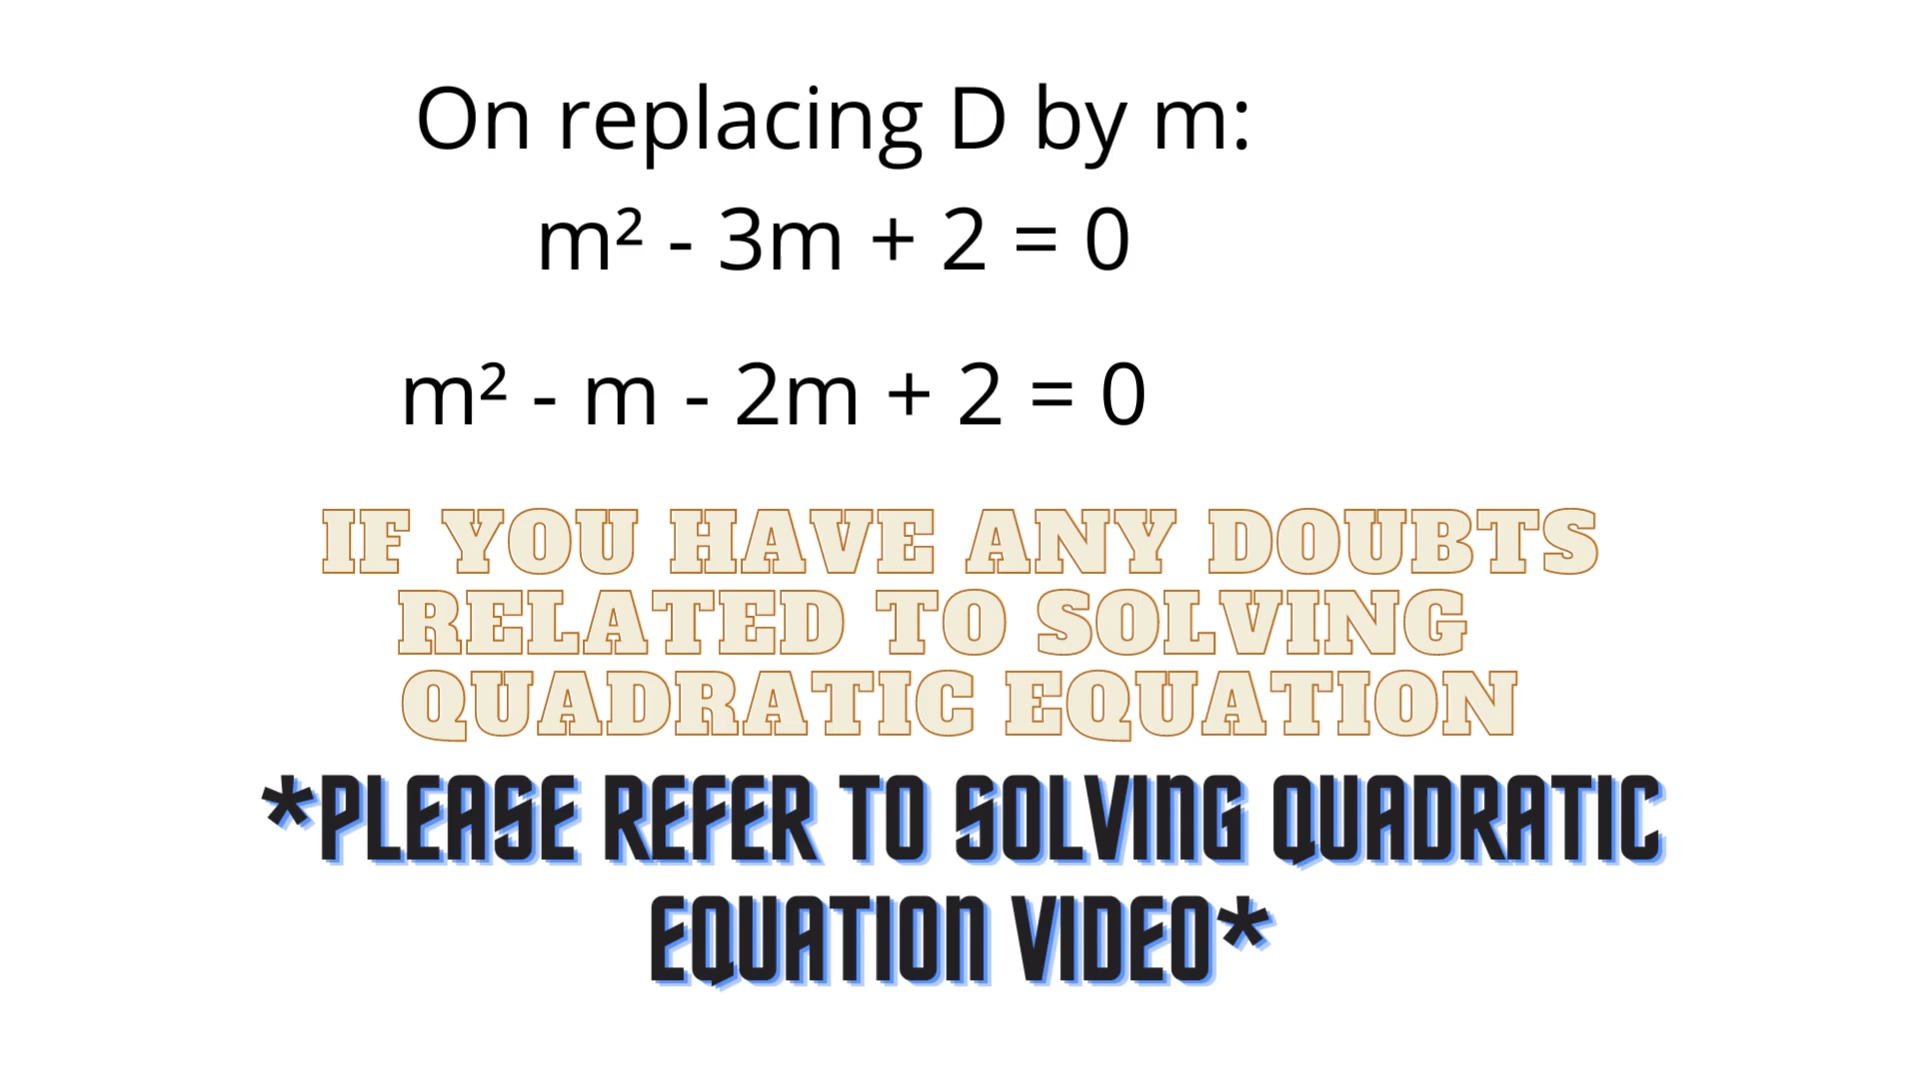 On replacing D by m:
m² - 3m + 2 = 0
m² - m - 2m + 2 = 0
IF YOU HAVE ANY DOUBTS
RELATED TO SOLVING
QUADRATIC EQUATION
*PLEASE REFER TO SOLVING QUADRATIC
EQUATION VIDEO*